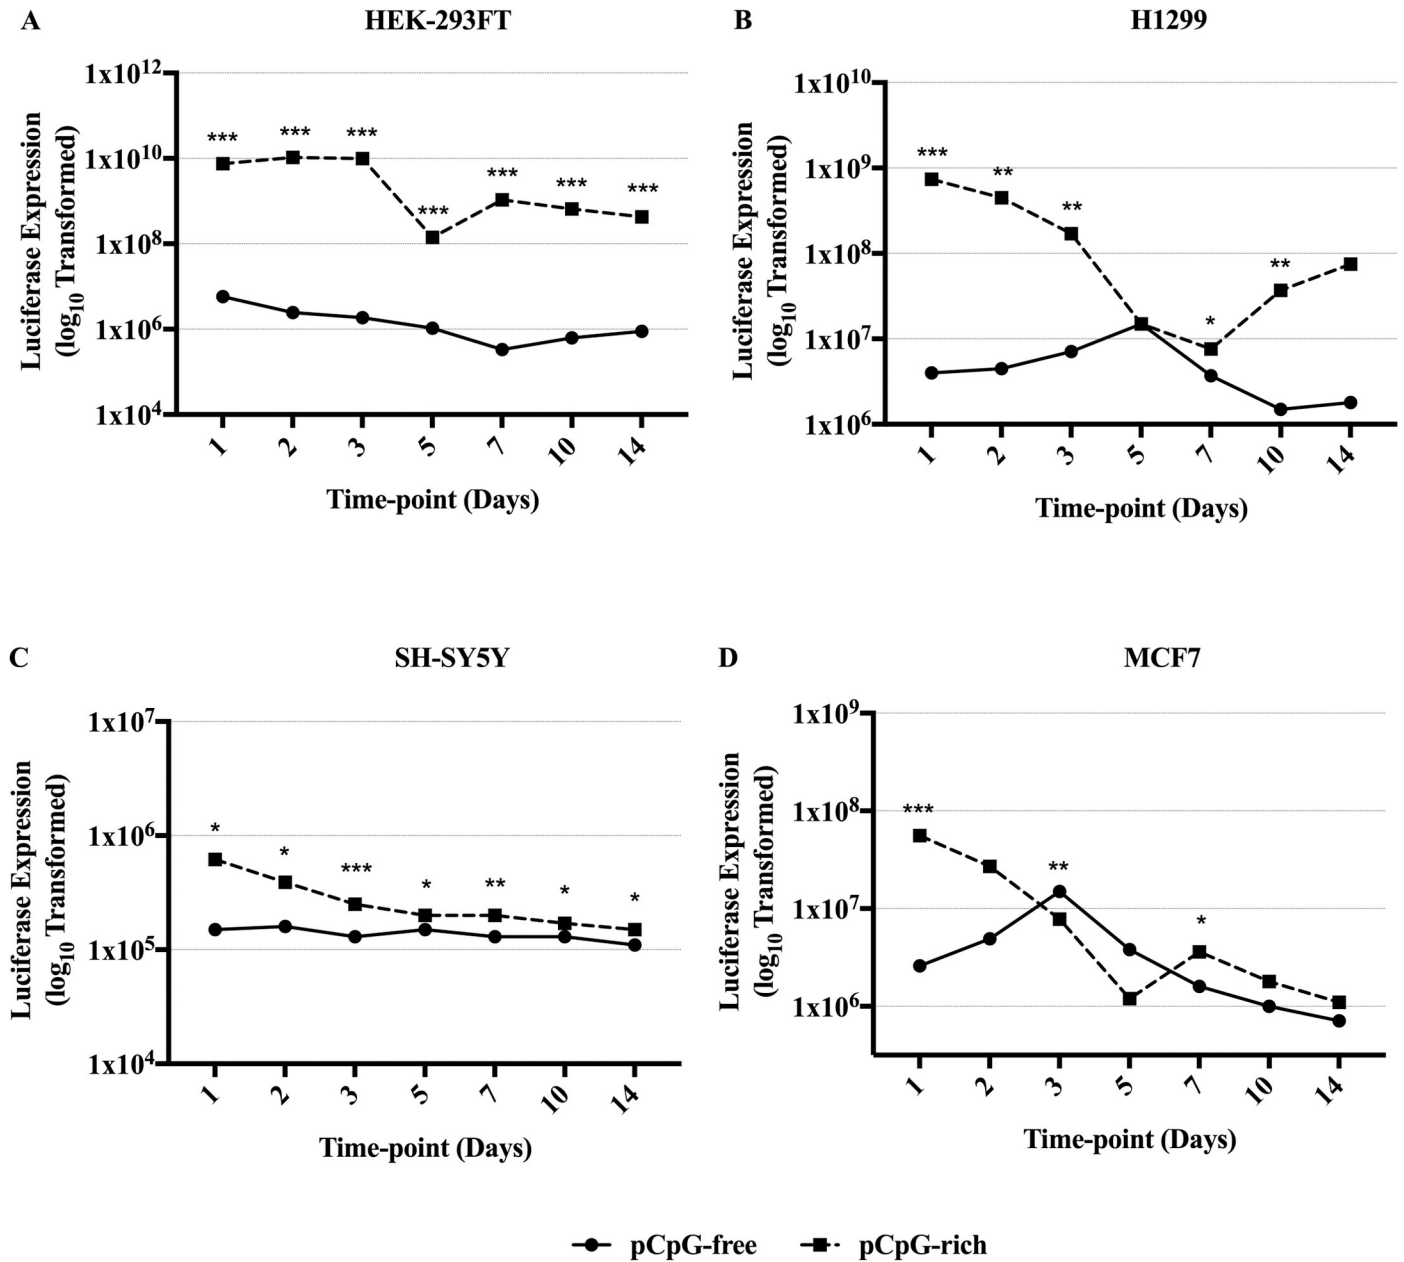 A
HEK-293FT
Luciferase Expression
(log10 Transformed)
1x10^12
1x10^10
1x10^8
1x10^6
1x10^4
***
***
***
***
***
***
***
1
2
3
5
7
10
14
Time-point (Days)
B
H1299
Luciferase Expression
(log10 Transformed)
1x10^10
1x10^9
1x10^8
1x10^7
1x10^6
***
**
**
*
**
1
2
3
5
7
10
14
Time-point (Days)
C
SH-SY5Y
Luciferase Expression
(log10 Transformed)
1x10^7
1x10^6
1x10^5
1x10^4
*
*
***
*
**
*
*
1
2
3
5
7
10
14
Time-point (Days)
D
MCF7
Luciferase Expression
(log10 Transformed)
1x10^9
1x10^8
1x10^7
1x10^6
***
**
*
1
2
3
5
7
10
14
Time-point (Days)
pCpG-free
pCpG-rich